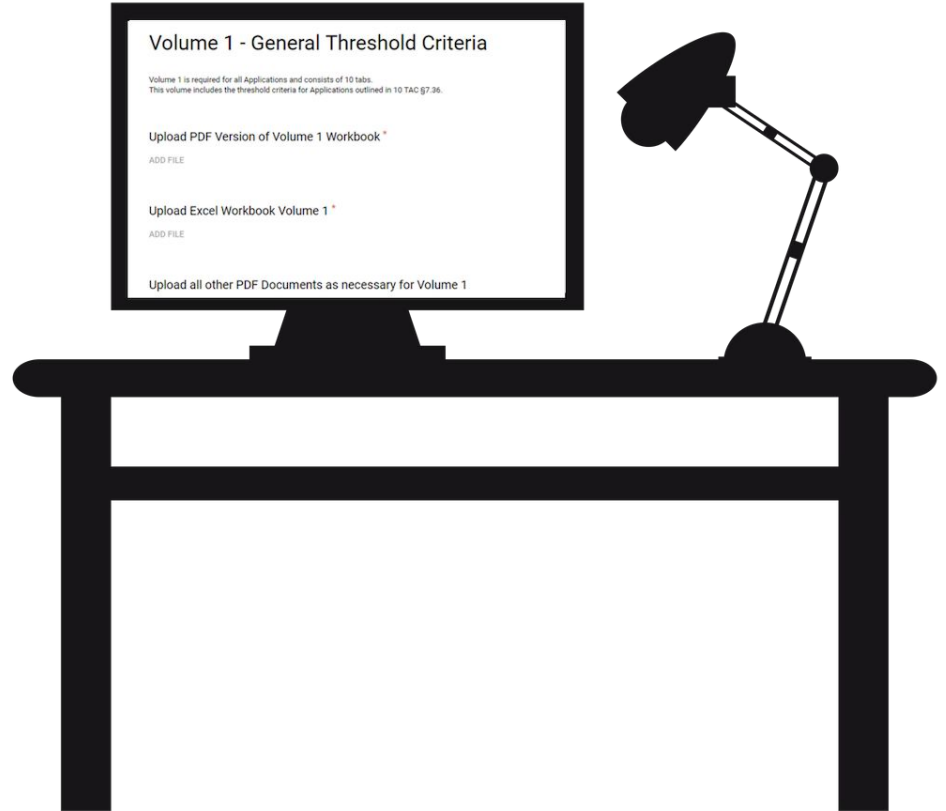 Volume 1 - General Threshold Criteria
Volume 1 is required for all Applications and consists of 10 tabs.
This volume includes the threshold criteria for Applications outlined in 10 TAC §7.36.
Upload PDF Version of Volume 1 Workbook *
ADD FILE
Upload Excel Workbook Volume 1 *
ADD FILE
Upload all other PDF Documents as necessary for Volume 1